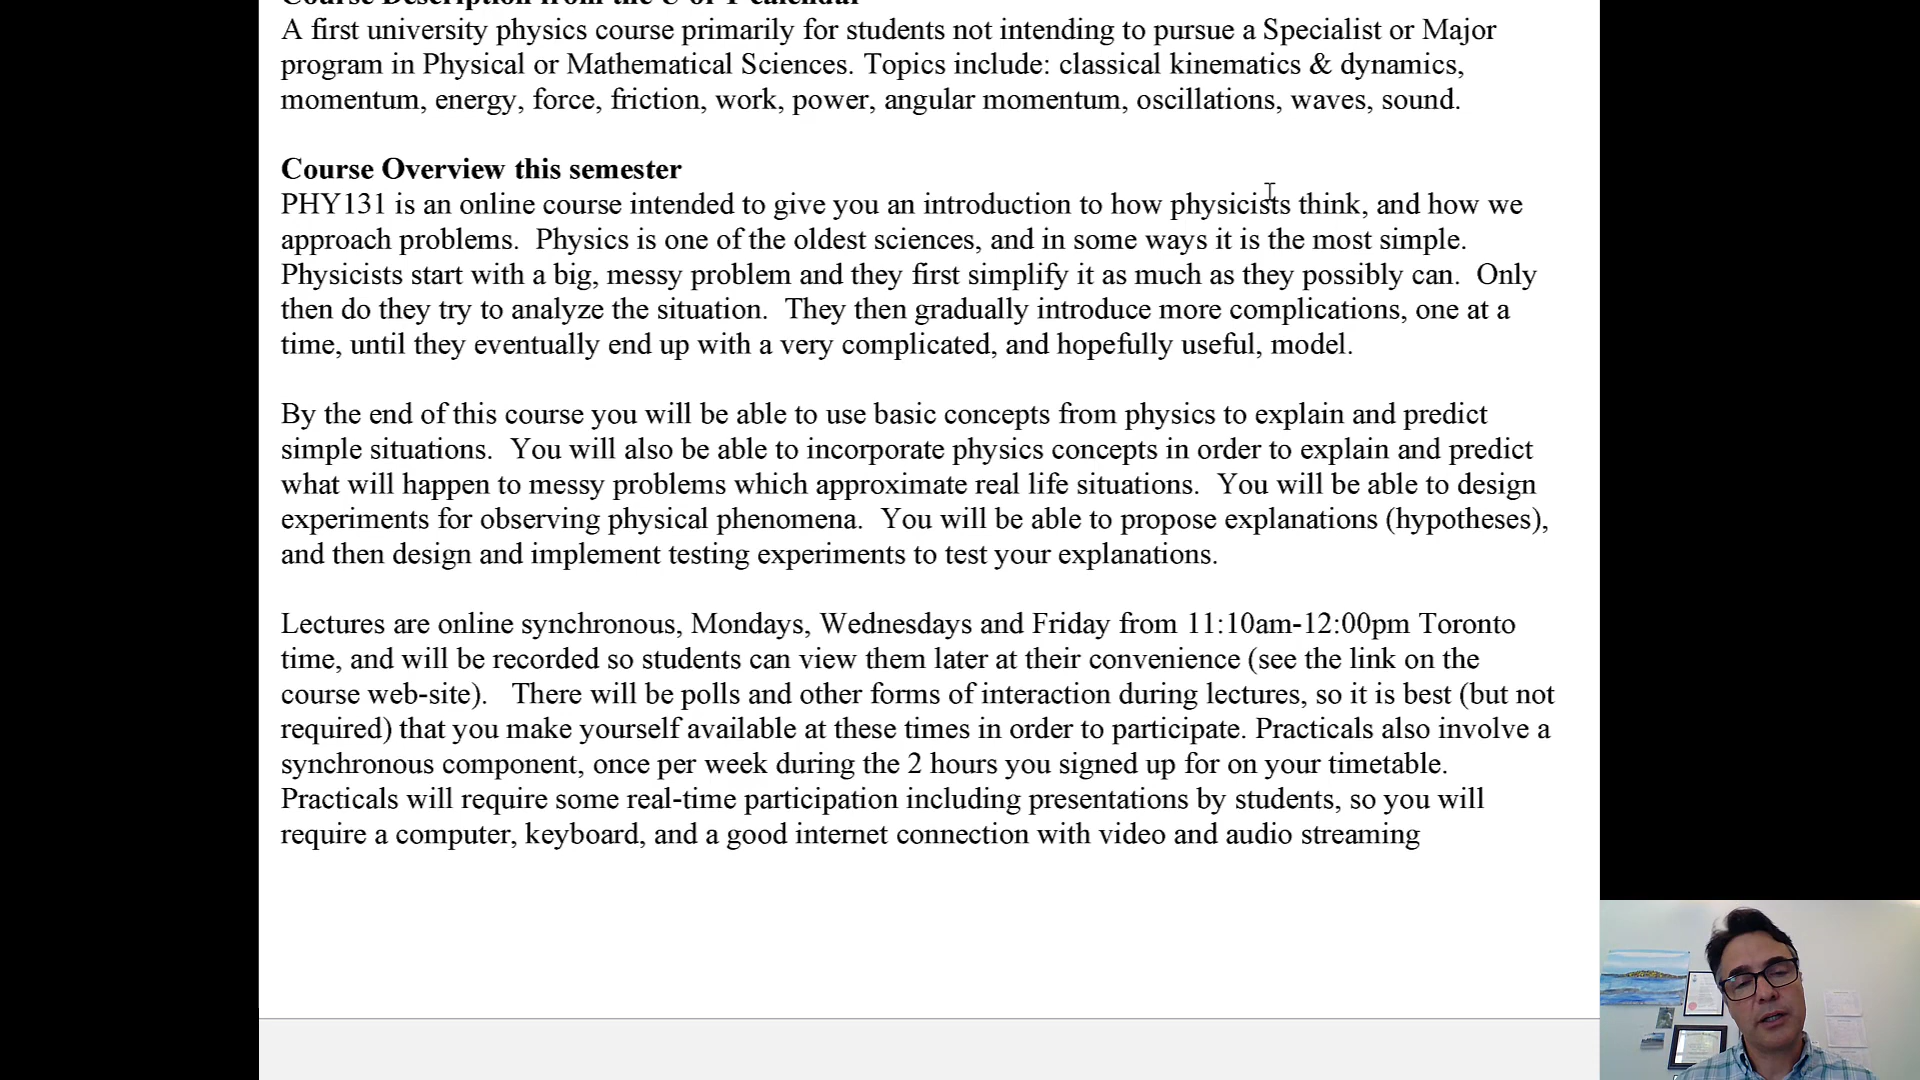 Course Description from the U of T calendar
A first university physics course primarily for students not intending to pursue a Specialist or Major
program in Physical or Mathematical Sciences. Topics include: classical kinematics & dynamics,
momentum, energy, force, friction, work, power, angular momentum, oscillations, waves, sound.
Course Overview this semester
PHY131 is an online course intended to give you an introduction to how physicists think, and how we
approach problems.  Physics is one of the oldest sciences, and in some ways it is the most simple.
Physicists start with a big, messy problem and they first simplify it as much as they possibly can.  Only
then do they try to analyze the situation.  They then gradually introduce more complications, one at a
time, until they eventually end up with a very complicated, and hopefully useful, model.
By the end of this course you will be able to use basic concepts from physics to explain and predict
simple situations.  You will also be able to incorporate physics concepts in order to explain and predict
what will happen to messy problems which approximate real life situations.  You will be able to design
experiments for observing physical phenomena.  You will be able to propose explanations (hypotheses),
and then design and implement testing experiments to test your explanations.
Lectures are online synchronous, Mondays, Wednesdays and Friday from 11:10am-12:00pm Toronto
time, and will be recorded so students can view them later at their convenience (see the link on the
course web-site).   There will be polls and other forms of interaction during lectures, so it is best (but not
required) that you make yourself available at these times in order to participate. Practicals also involve a
synchronous component, once per week during the 2 hours you signed up for on your timetable.
Practicals will require some real-time participation including presentations by students, so you will
require a computer, keyboard, and a good internet connection with video and audio streaming